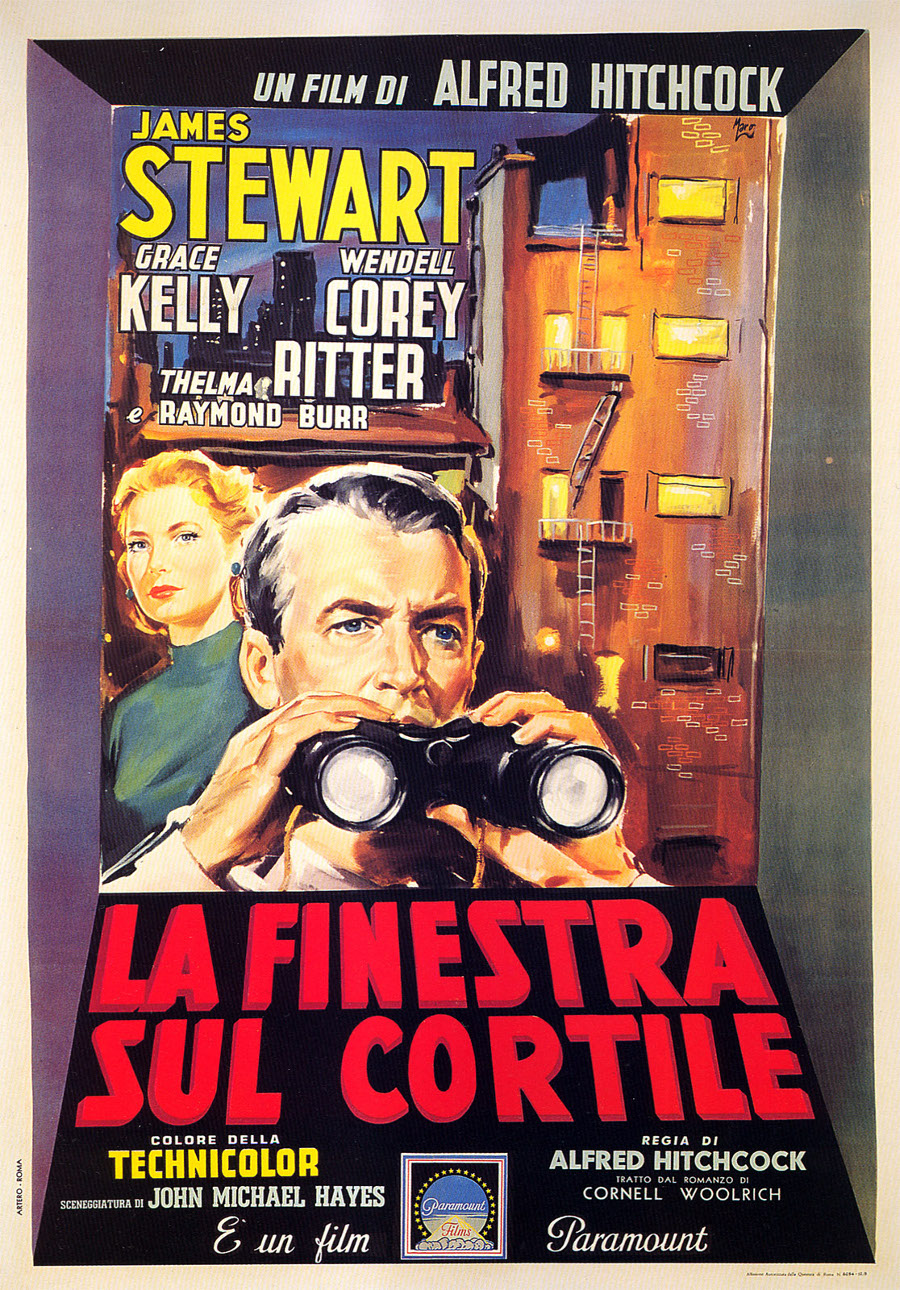 UN FILM DI ALFRED HITCHCOCK
JAMES
STEWART
GRACE WENDELL
KELLY COREY
THELMA RITTER
e RAYMOND BURR
Maro
LA FINESTRA
SUL CORTILE
COLORE DELLA
TECHNICOLOR
SCENEGGIATURA DI JOHN MICHAEL HAYES
REGIA DI
ALFRED HITCHCOCK
TRATTO DAL ROMANZO DI
CORNELL WOOLRICH
È un film
Paramount
Films
Paramount
ARTERO - ROMA